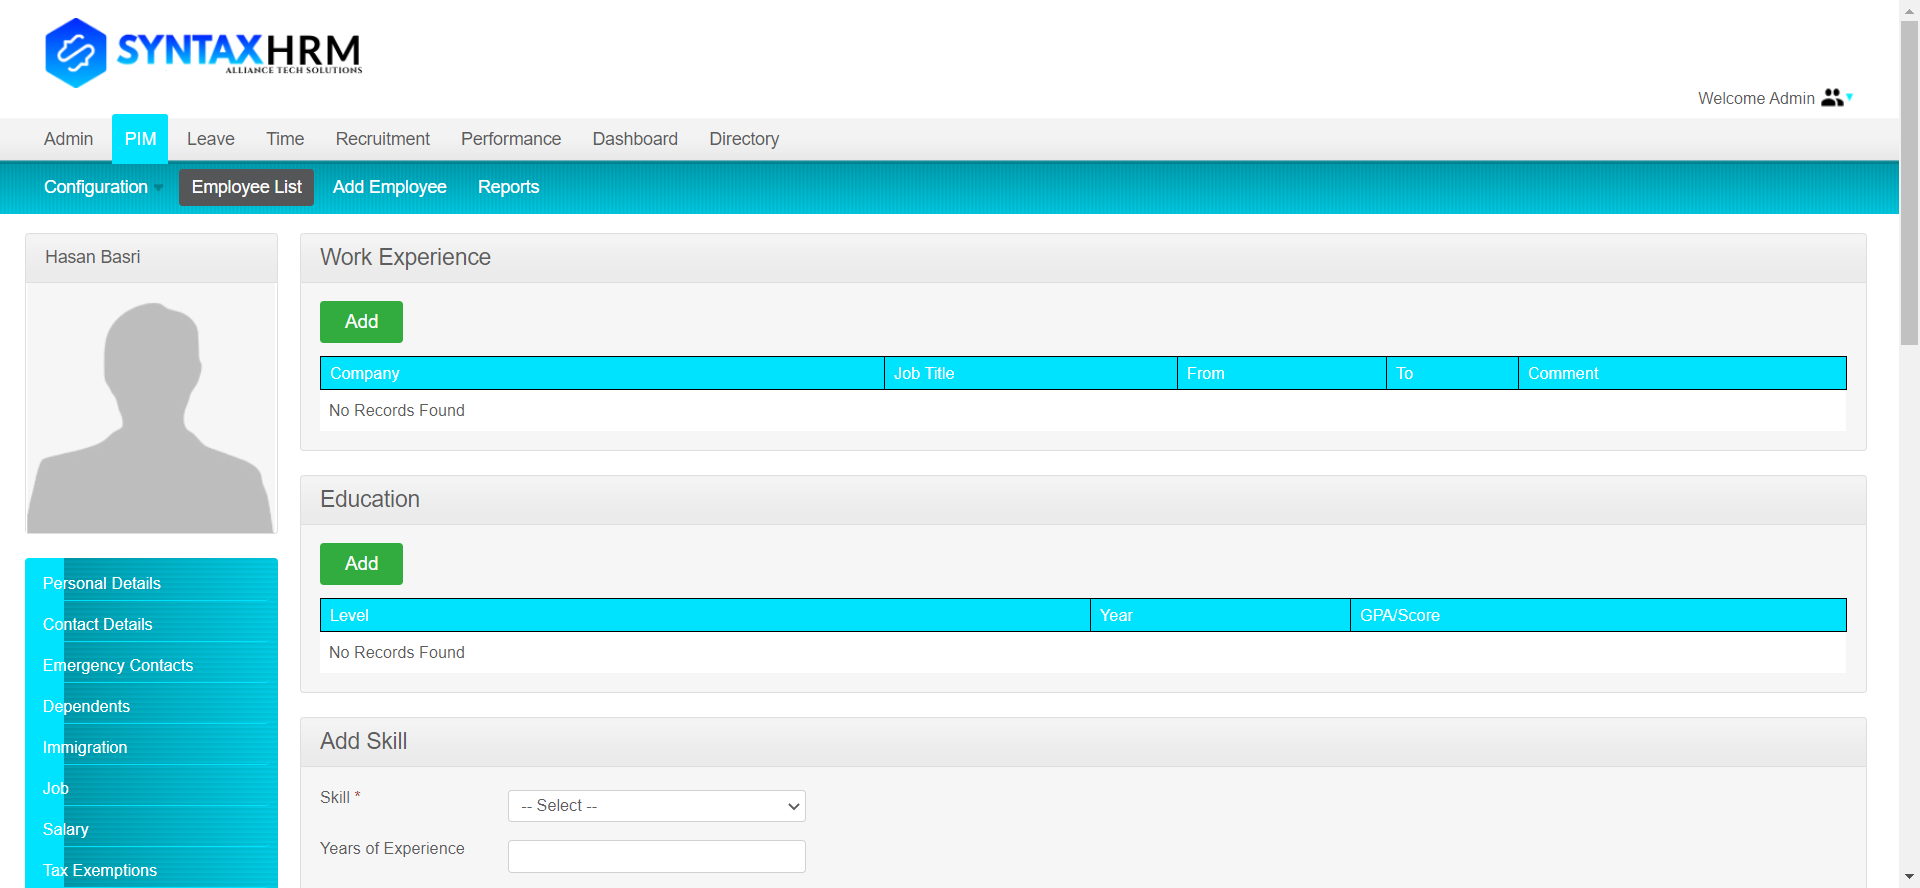 SYNTAXHRM
ALLIANCE TECH SOLUTIONS
Welcome Admin
Admin PIM Leave Time Recruitment Performance Dashboard Directory
Configuration Employee List Add Employee Reports
Hasan Basri
Work Experience
Add
Company Job Title From To Comment
No Records Found
Education
Add
Level Year GPA/Score
No Records Found
Personal Details
Contact Details
Emergency Contacts
Dependents
Immigration
Job
Salary
Tax Exemptions
Add Skill
Skill *
-- Select --
Years of Experience